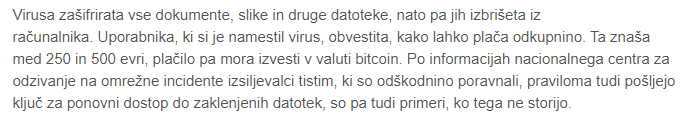 Virusa zašifrirata vse dokumente, slike in druge datoteke, nato pa jih izbrišeta iz
računalnika. Uporabnika, ki si je namestil virus, obvestita, kako lahko plača odkupnino. Ta znaša
med 250 in 500 evri, plačilo pa mora izvesti v valuti bitcoin. Po informacijah nacionalnega centra za
odzivanje na omrežne incidente izsiljevalci tistim, ki so odškodnino poravnali, praviloma tudi pošljejo
ključ za ponovni dostop do zaklenjenih datotek, so pa tudi primeri, ko tega ne storijo.